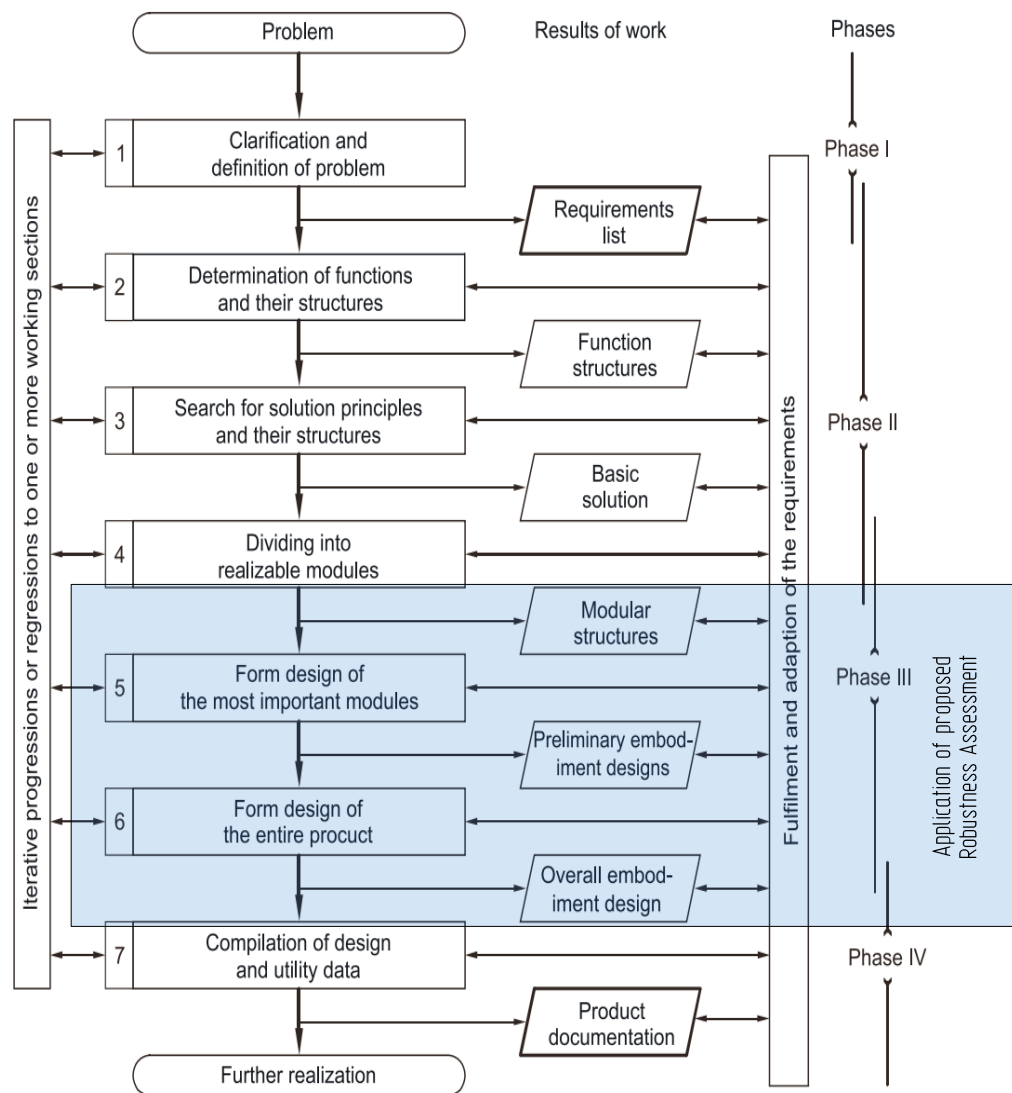 Problem
Results of work
Phases
Iterative progressions or regressions to one or more working sections
1
Clarification and
definition of problem
Phase I
Requirements
list
2
Determination of functions
and their structures
Function
structures
3
Search for solution principles
and their structures
Phase II
Basic
solution
4
Dividing into
realizable modules
Modular
structures
5
Form design of
the most important modules
Phase III
Preliminary embod-
iment designs
6
Form design of
the entire procuct
Overall embod-
iment design
7
Compilation of design
and utility data
Phase IV
Product
documentation
Further realization
Fulfilment and adaption of the requirements
Application of proposed
Robustness Assessment